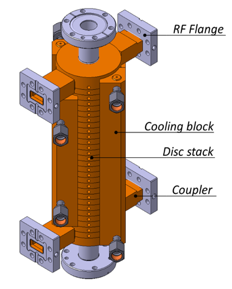 RF Flange
Cooling block
Disc stack
Coupler